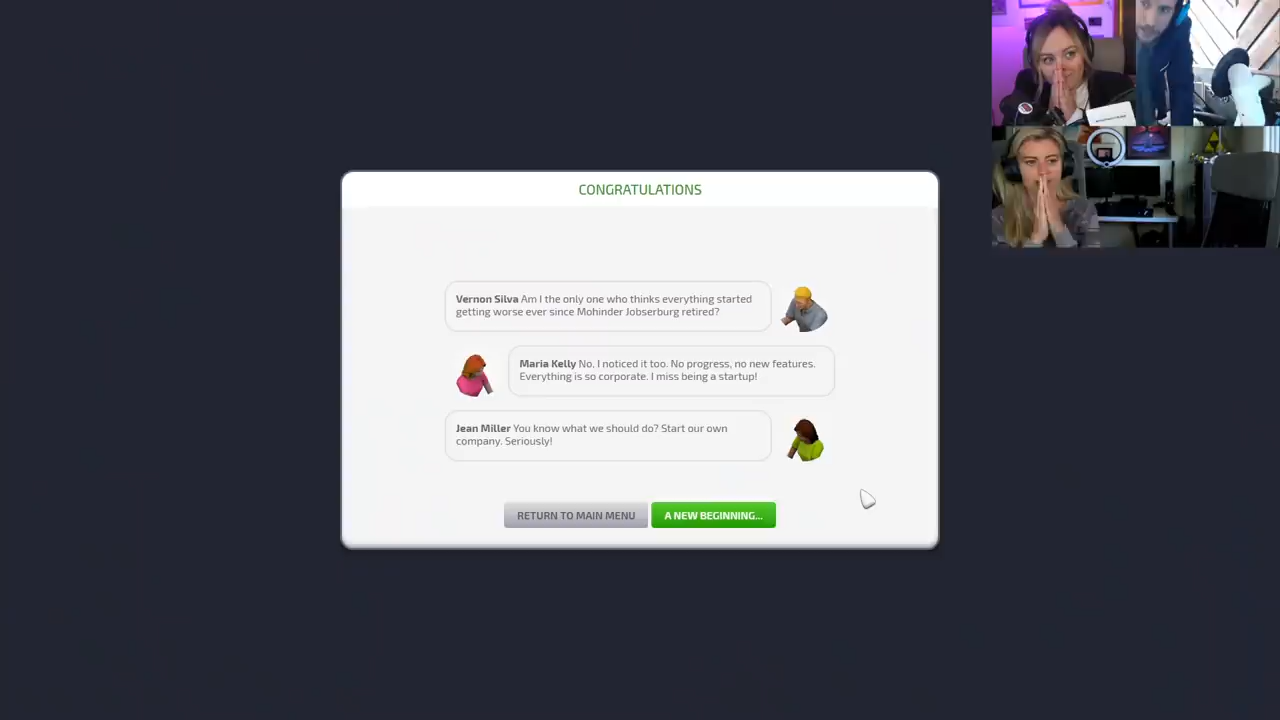 CONGRATULATIONS
Vernon Silva Am I the only one who thinks everything started
getting worse ever since Mohinder Jobserburg retired?
Maria Kelly No. I noticed it too. No progress, no new features.
Everything is so corporate. I miss being a startup!
Jean Miller You know what we should do? Start our own
company. Seriously!
RETURN TO MAIN MENU
A NEW BEGINNING...